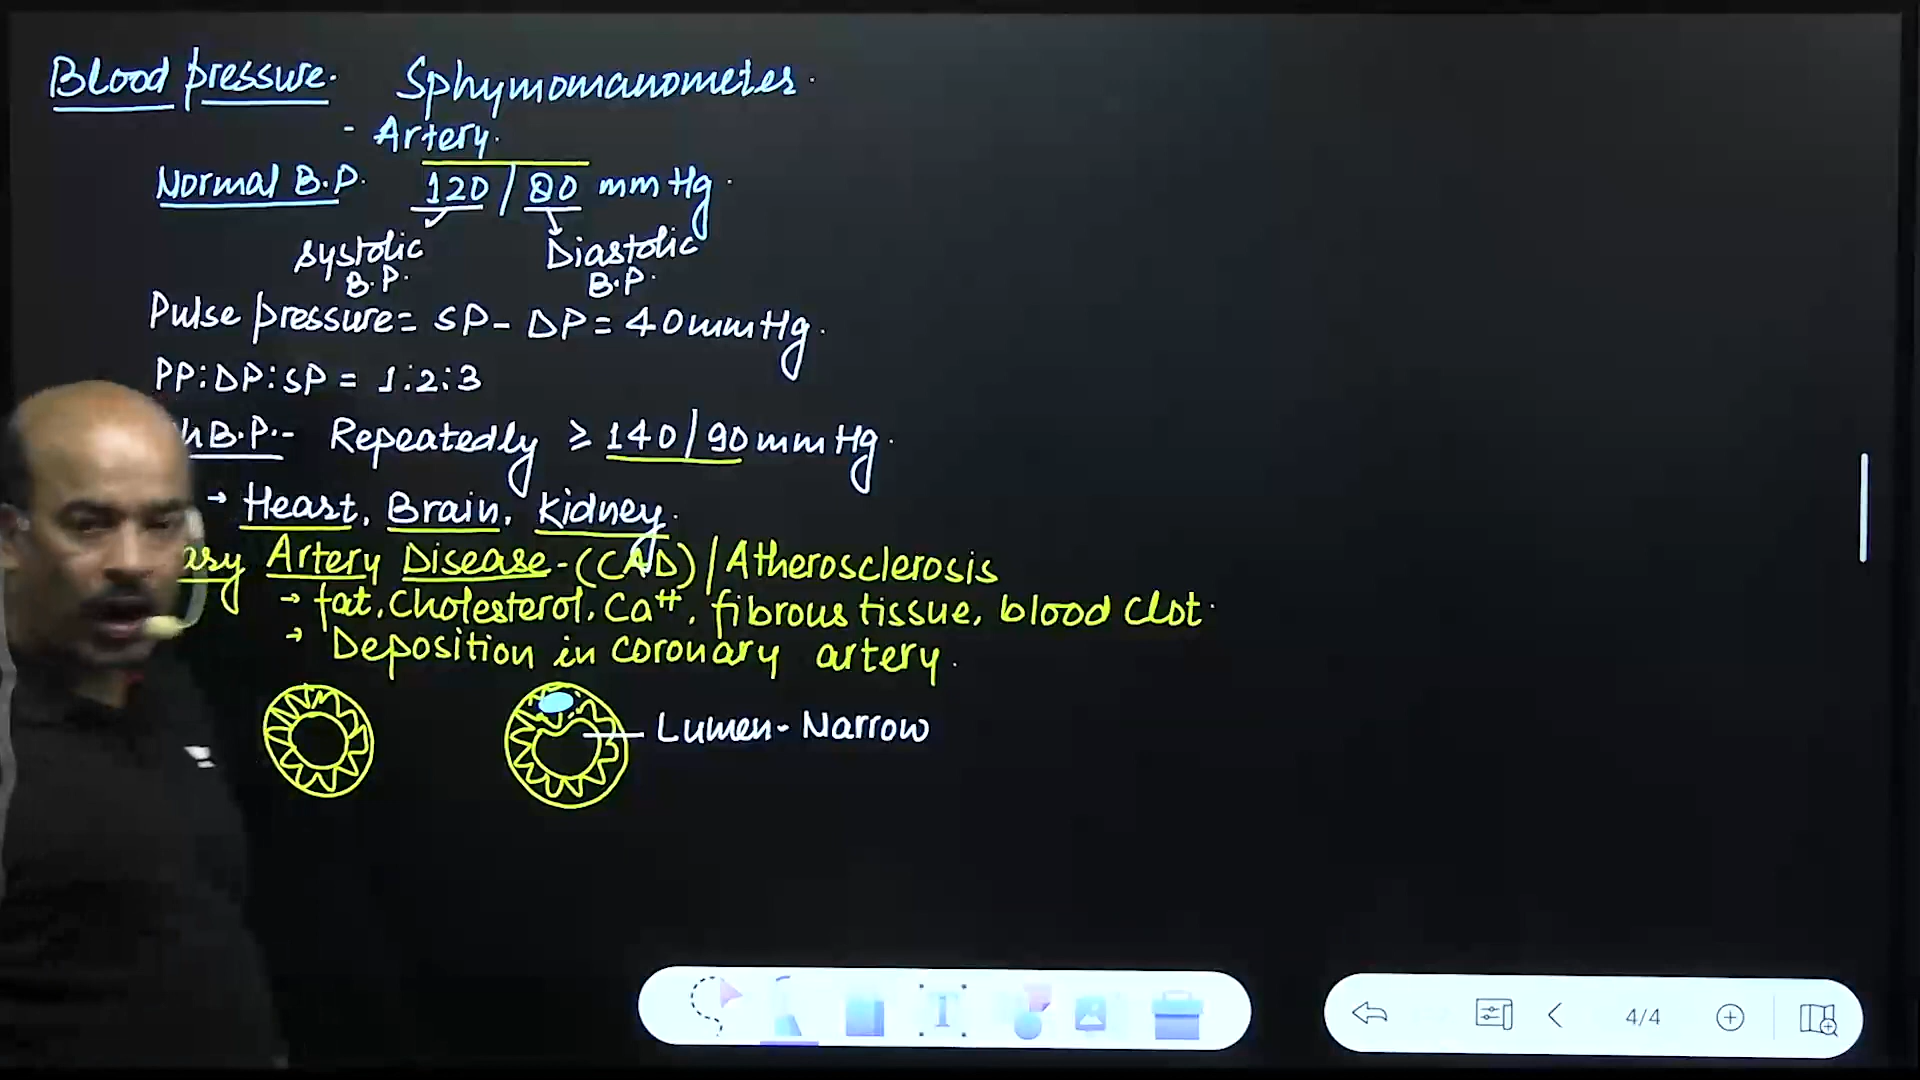 Blood pressure. Sphymomanometer.
- Artery.
Normal B.P. 120 / 80 mm Hg.
Systolic B.P. Diastolic B.P.
Pulse pressure = SP - DP = 40 mm Hg.
PP : DP : SP = 1:2:3
h B.P. - Repeatedly ≥ 140 / 90 mm Hg.
→ Heart, Brain, Kidney.
ary Artery Disease - (CAD) / Atherosclerosis
→ fat, Cholesterol, Ca++, fibrous tissue, blood Clot.
→ Deposition in coronary artery.
Lumen - Narrow
T
4/4